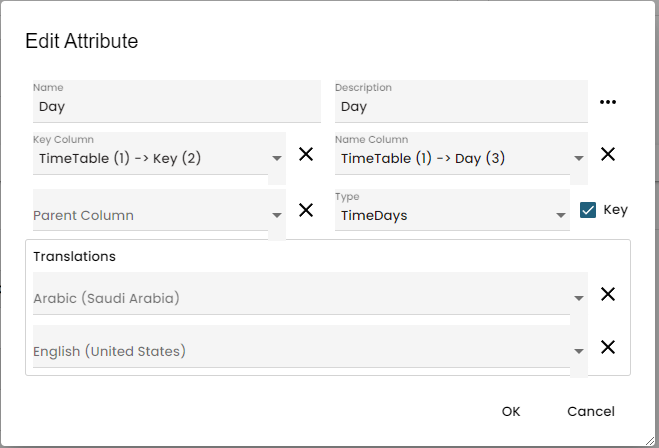 Edit Attribute
Name
Description
Day
Day
Key Column
Name Column
TimeTable (1) -> Key (2)
TimeTable (1) -> Day (3)
Type
Parent Column
TimeDays
Key
Translations
Arabic (Saudi Arabia)
English (United States)
OK
Cancel